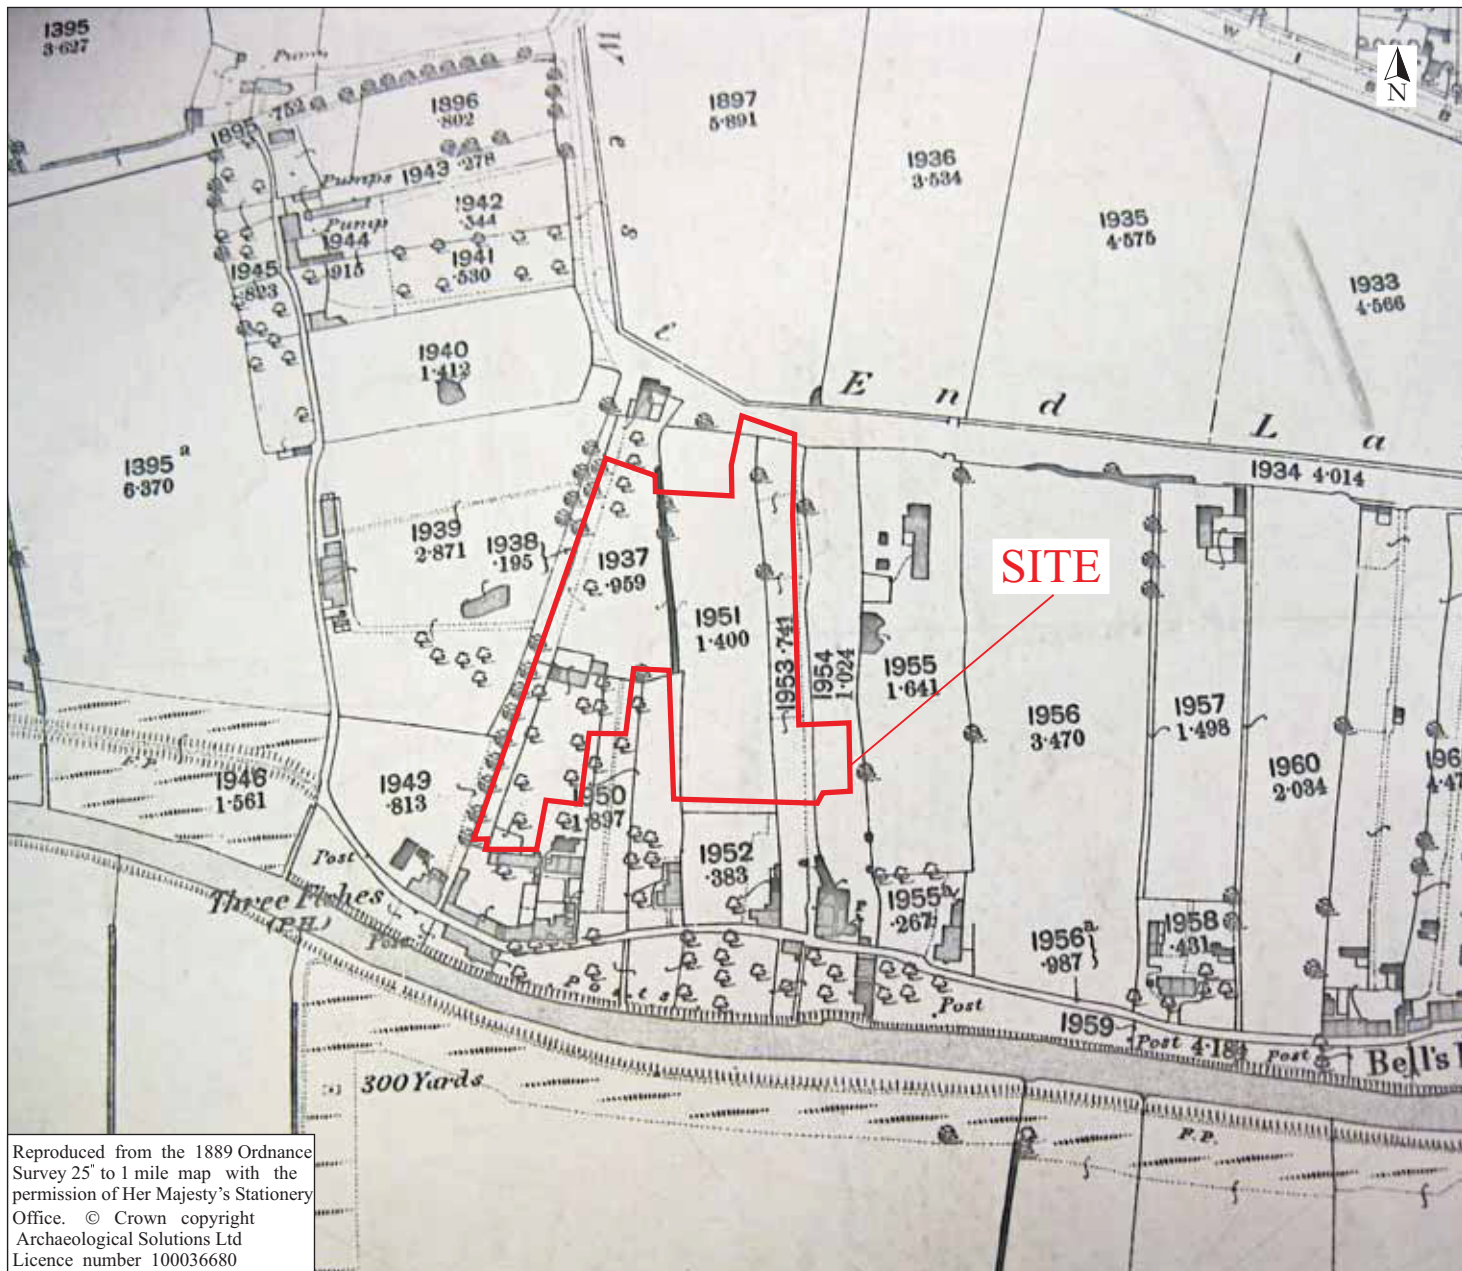 1395
3·627
Pump
·752
1895
1896
·802
1943 ·278
Pumps
1942
·344
Pump
1944
·915
1941
·530
1945
·823
1940
1·412
W e s t E n d L a
1897
5·891
1936
3·534
1935
4·575
1933
4·566
W I S B
N
1395 a
6·370
1939
2·871
1938
·195
1937
·959
1951
1·400
1953 ·741
1954
1·024
1955
1·641
1934 4·014
SITE
1956
3·470
1957
1·498
1960
2·034
F.P.
1946
1·561
1949
·813
1950
1·897
1952
·383
1955 a
·267
1956 a
·987
1958
·431
Post
Three Fishes
(P.H.)
Post
Posts
Post
1959
Post 4·18
Post
Bell's
300 Yards
F.P.
Reproduced from the 1889 Ordnance
Survey 25" to 1 mile map with the
permission of Her Majesty's Stationery
Office. © Crown copyright
Archaeological Solutions Ltd
Licence number 100036680